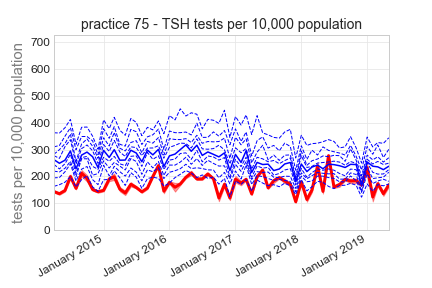 practice 75 - TSH tests per 10,000 population
tests per 10,000 population
700
600
500
400
300
200
100
0
January 2015
January 2016
January 2017
January 2018
January 2019